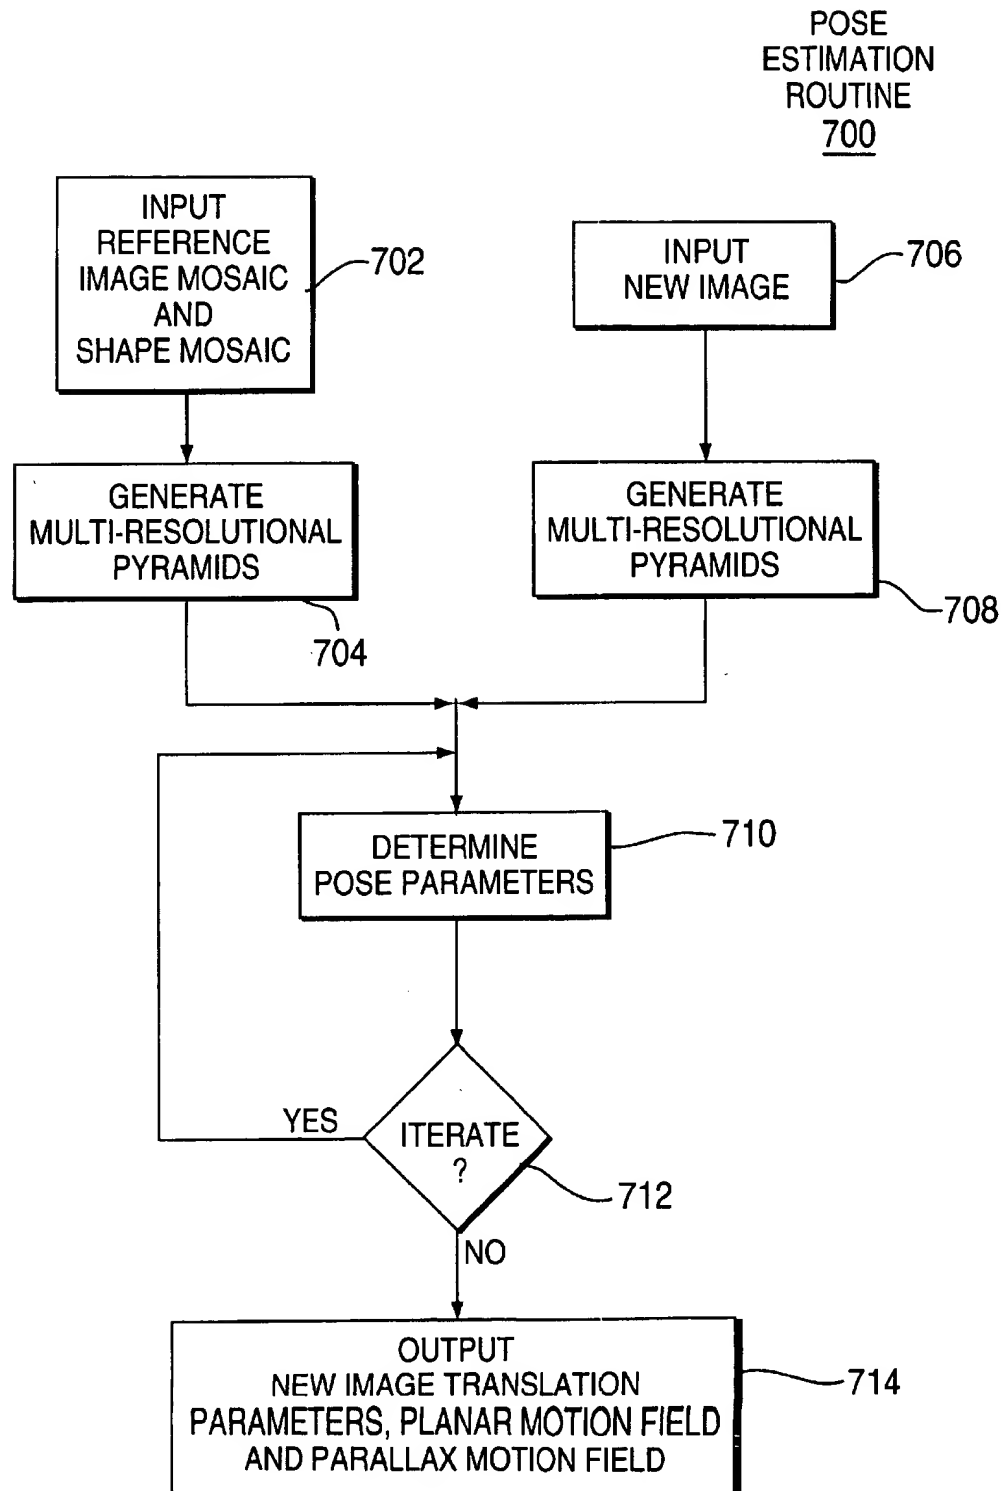 POSE
ESTIMATION
ROUTINE
700
INPUT
REFERENCE
IMAGE MOSAIC
AND
SHAPE MOSAIC
702
INPUT
NEW IMAGE
706
GENERATE
MULTI-RESOLUTIONAL
PYRAMIDS
704
GENERATE
MULTI-RESOLUTIONAL
PYRAMIDS
708
DETERMINE
POSE PARAMETERS
710
YES
ITERATE
?
712
NO
OUTPUT
NEW IMAGE TRANSLATION
PARAMETERS, PLANAR MOTION FIELD
AND PARALLAX MOTION FIELD
714